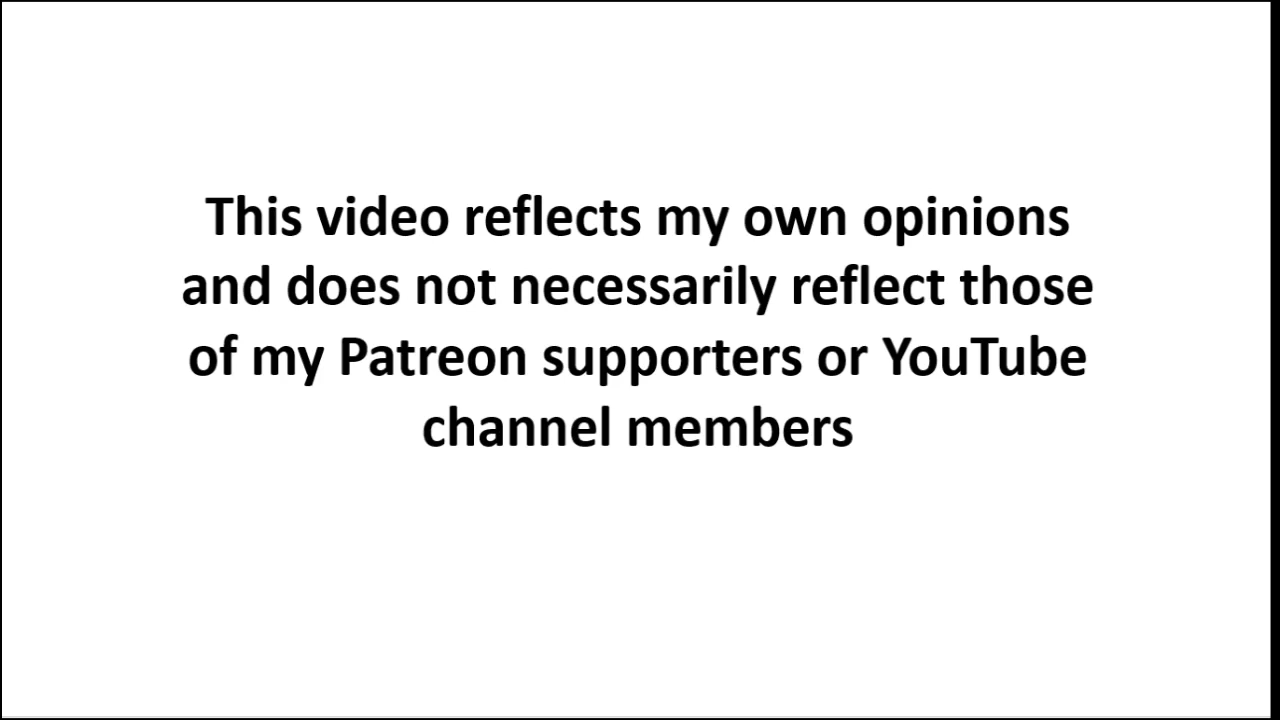 This video reflects my own opinions
and does not necessarily reflect those
of my Patreon supporters or YouTube
channel members